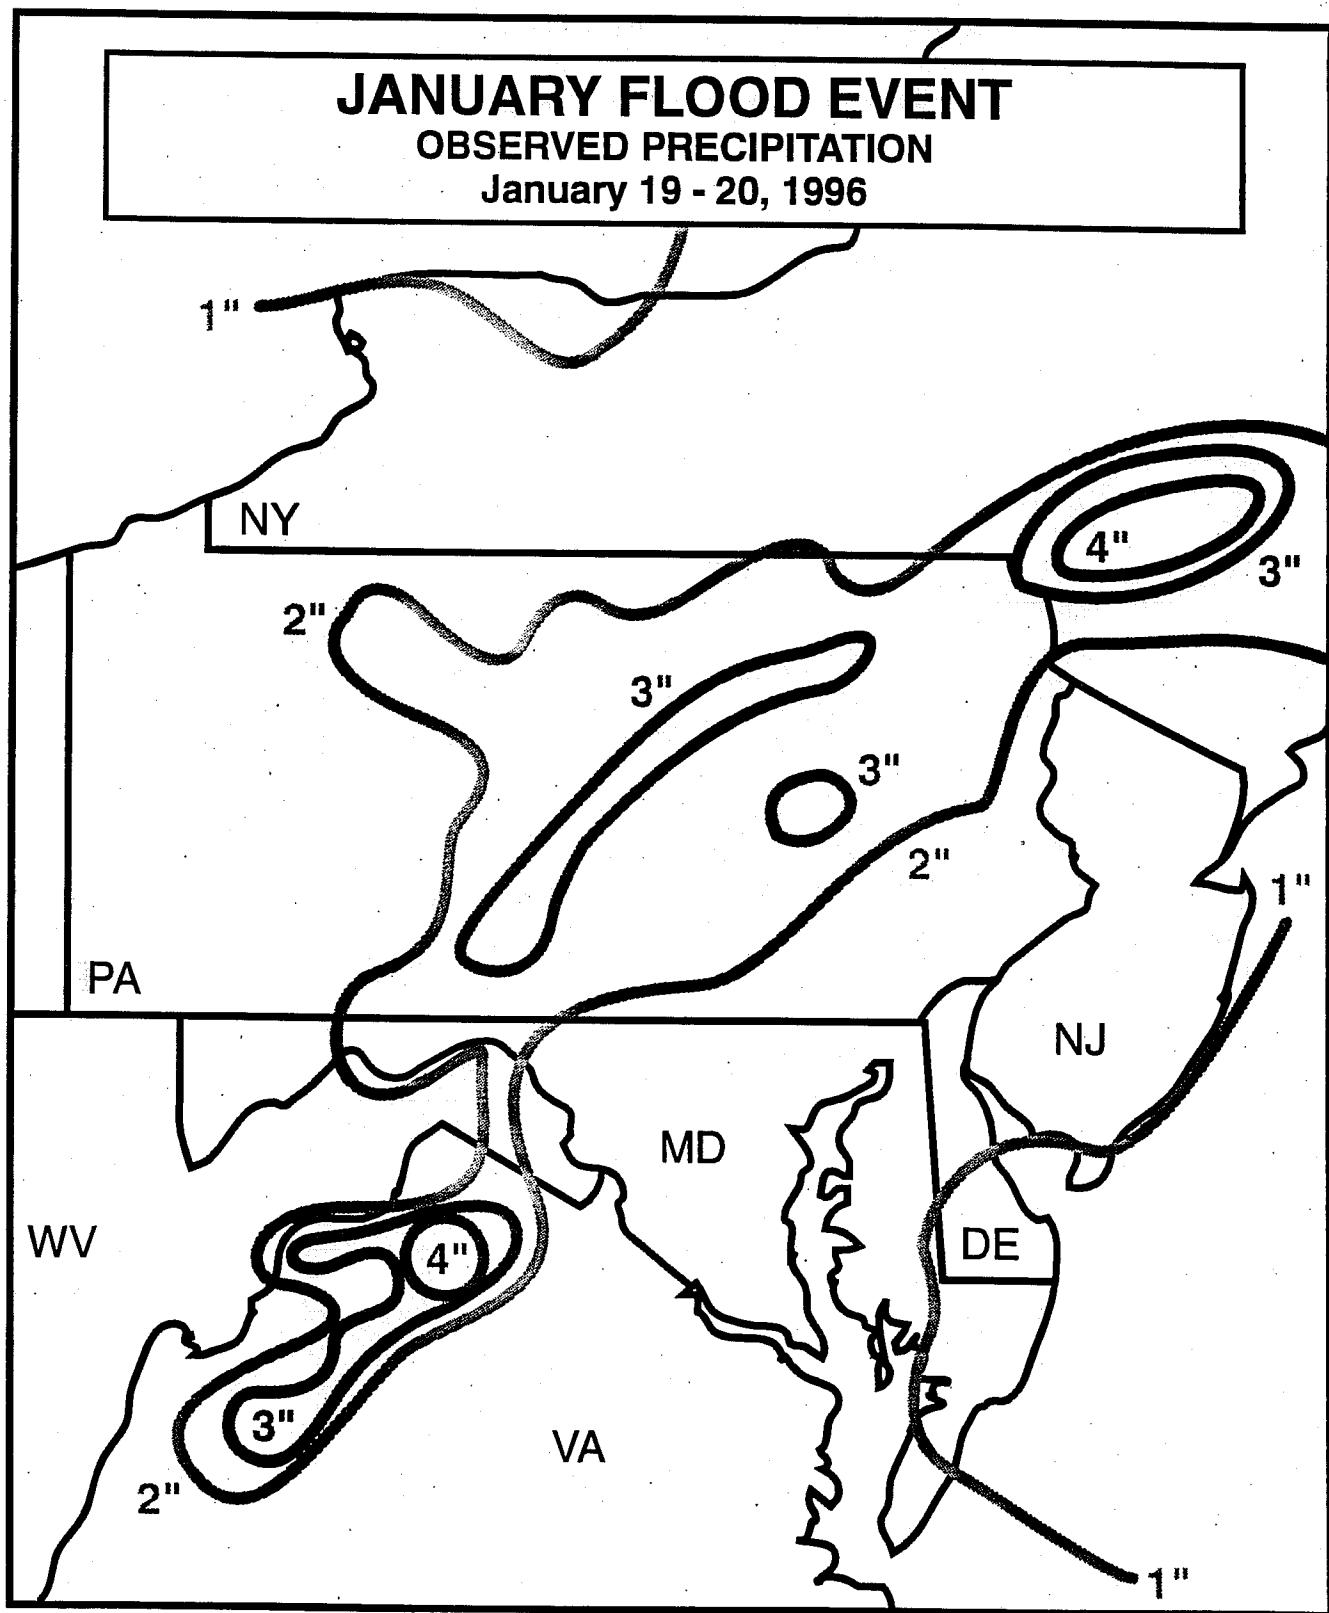 JANUARY FLOOD EVENT
OBSERVED PRECIPITATION
January 19 - 20, 1996
1"
NY
4"
3"
2"
3"
3"
2"
1"
PA
NJ
MD
WV
4"
DE
3"
VA
2"
1"